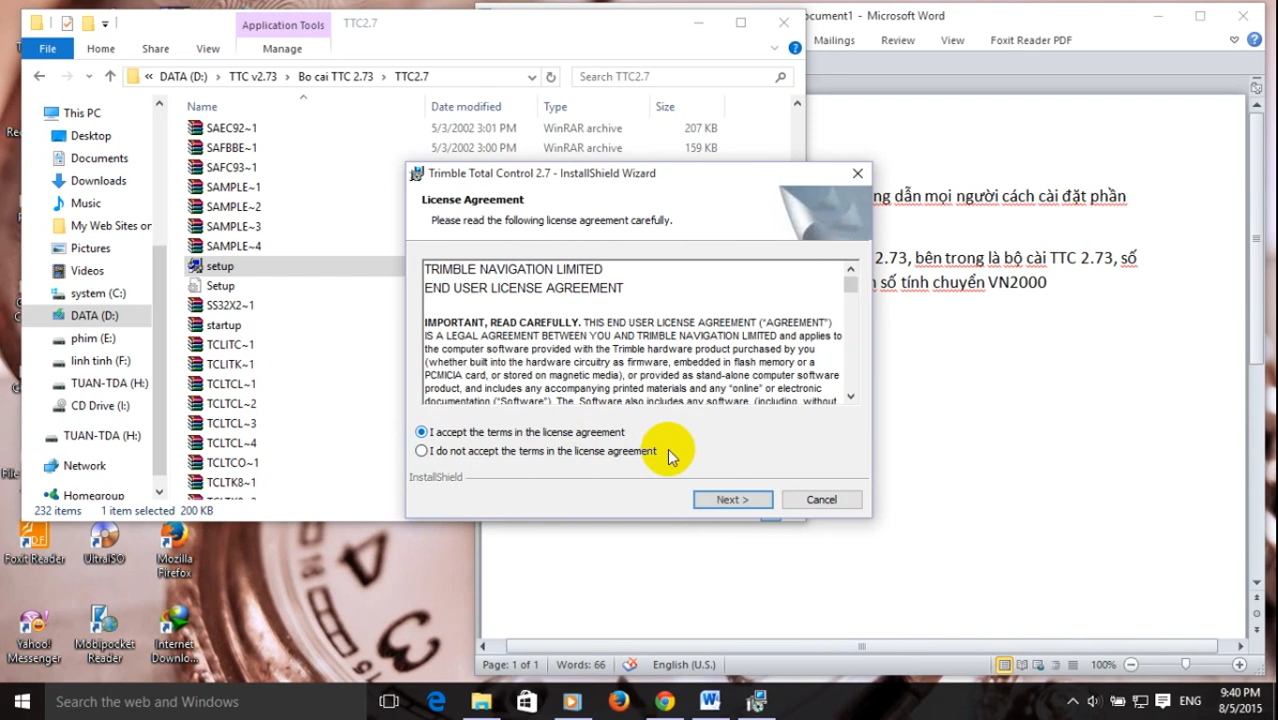 Application Tools
TTC2.7
File
Home
Share
View
Manage
DATA (D:)
TTC v2.73
Bo cai TTC 2.73
TTC2.7
Search TTC2.7
This PC
Desktop
Documents
Downloads
Music
My Web Sites or
Pictures
Videos
system (C:)
DATA (D:)
phim (E:)
linh tinh (F:)
TUAN-TDA (H:)
CD Drive (I:)
TUAN-TDA (H:)
Network
Homegroup
Name
Date modified
Type
Size
SAEC92~1
5/3/2002 3:01 PM
WinRAR archive
207 KB
SAFBBE~1
5/3/2002 3:00 PM
WinRAR archive
159 KB
SAFC93~1
SAMPLE~1
SAMPLE~2
SAMPLE~3
SAMPLE~4
setup
Setup
SS32X2~1
startup
TCLITC~1
TCLITK~1
TCLTCL~1
TCLTCL~2
TCLTCL~3
TCLTCL~4
TCLTCO~1
TCLTK8~1
232 items
1 item selected 200 KB
Trimble Total Control 2.7 - InstallShield Wizard
License Agreement
Please read the following license agreement carefully.
TRIMBLE NAVIGATION LIMITED
END USER LICENSE AGREEMENT
IMPORTANT, READ CAREFULLY. THIS END USER LICENSE AGREEMENT (“AGREEMENT”)
IS A LEGAL AGREEMENT BETWEEN YOU AND TRIMBLE NAVIGATION LIMITED and applies to
the computer software provided with the Trimble hardware product purchased by you
(whether built into the hardware circuitry as firmware, embedded in flash memory or a
PCMICIA card, or stored on magnetic media), or provided as stand-alone computer software
product, and includes any accompanying printed materials and any “online” or electronic
documentation (“Software”). The Software also includes any software, (including, without
I accept the terms in the license agreement
I do not accept the terms in the license agreement
InstallShield
Next >
Cancel
ocument1 - Microsoft Word
Mailings
Review
View
Foxit Reader PDF
ng dẫn mọi người cách cài đặt phần
2.73, bên trong là bộ cài TTC 2.73, số
số tính chuyển VN2000
Page: 1 of 1
Words: 66
English (U.S.)
100%
Foxit Reader
UltraISO
Mozilla
Firefox
Yahoo!
Messenger
Mobipocket
Reader
Internet
Downlo...
Search the web and Windows
ENG
9:40 PM
8/5/2015